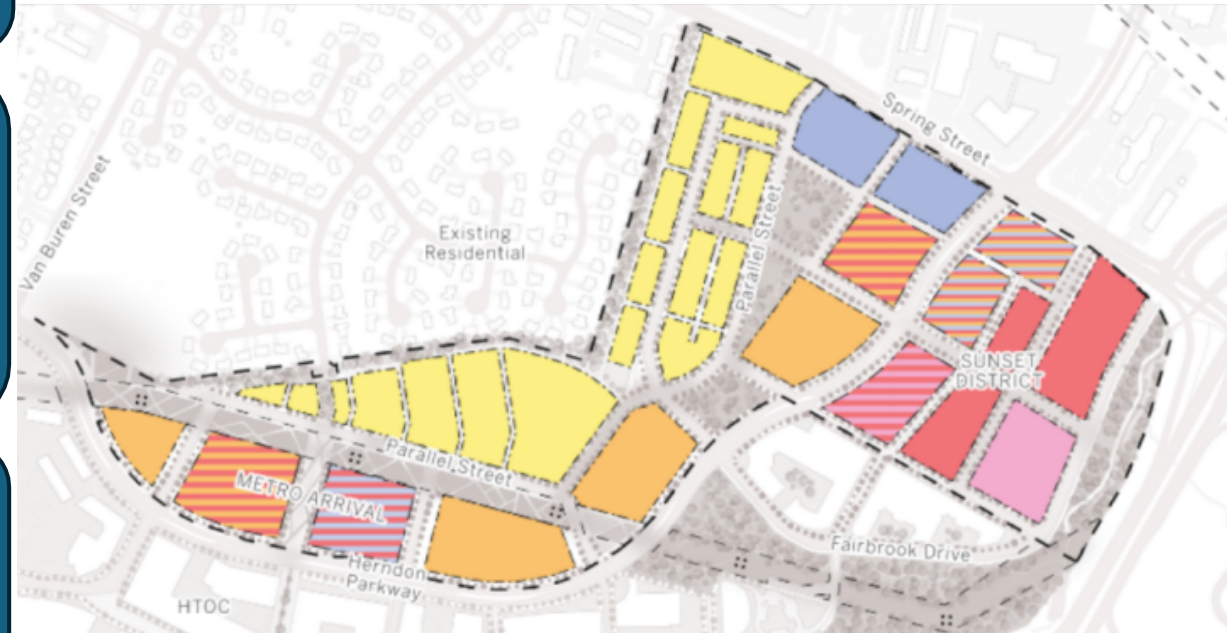 Spring Street
Van Buren Street
Existing
Residential
Parallel Street
SUNSET
DISTRICT
Parallel Street
METRO ARRIVAL
Herndon
Parkway
Fairbrook Drive
HTOC